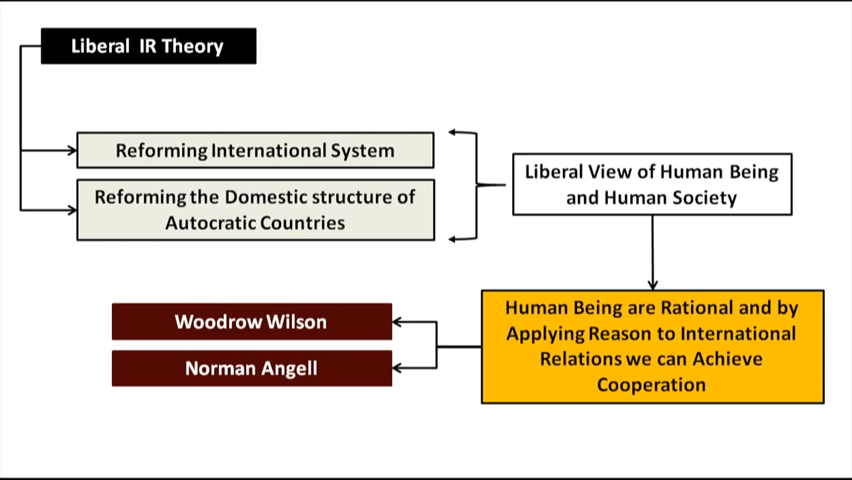 Liberal IR Theory
Reforming International System
Reforming the Domestic structure of
Autocratic Countries
Liberal View of Human Being
and Human Society
Human Being are Rational and by
Applying Reason to International
Relations we can Achieve
Cooperation
Woodrow Wilson
Norman Angell